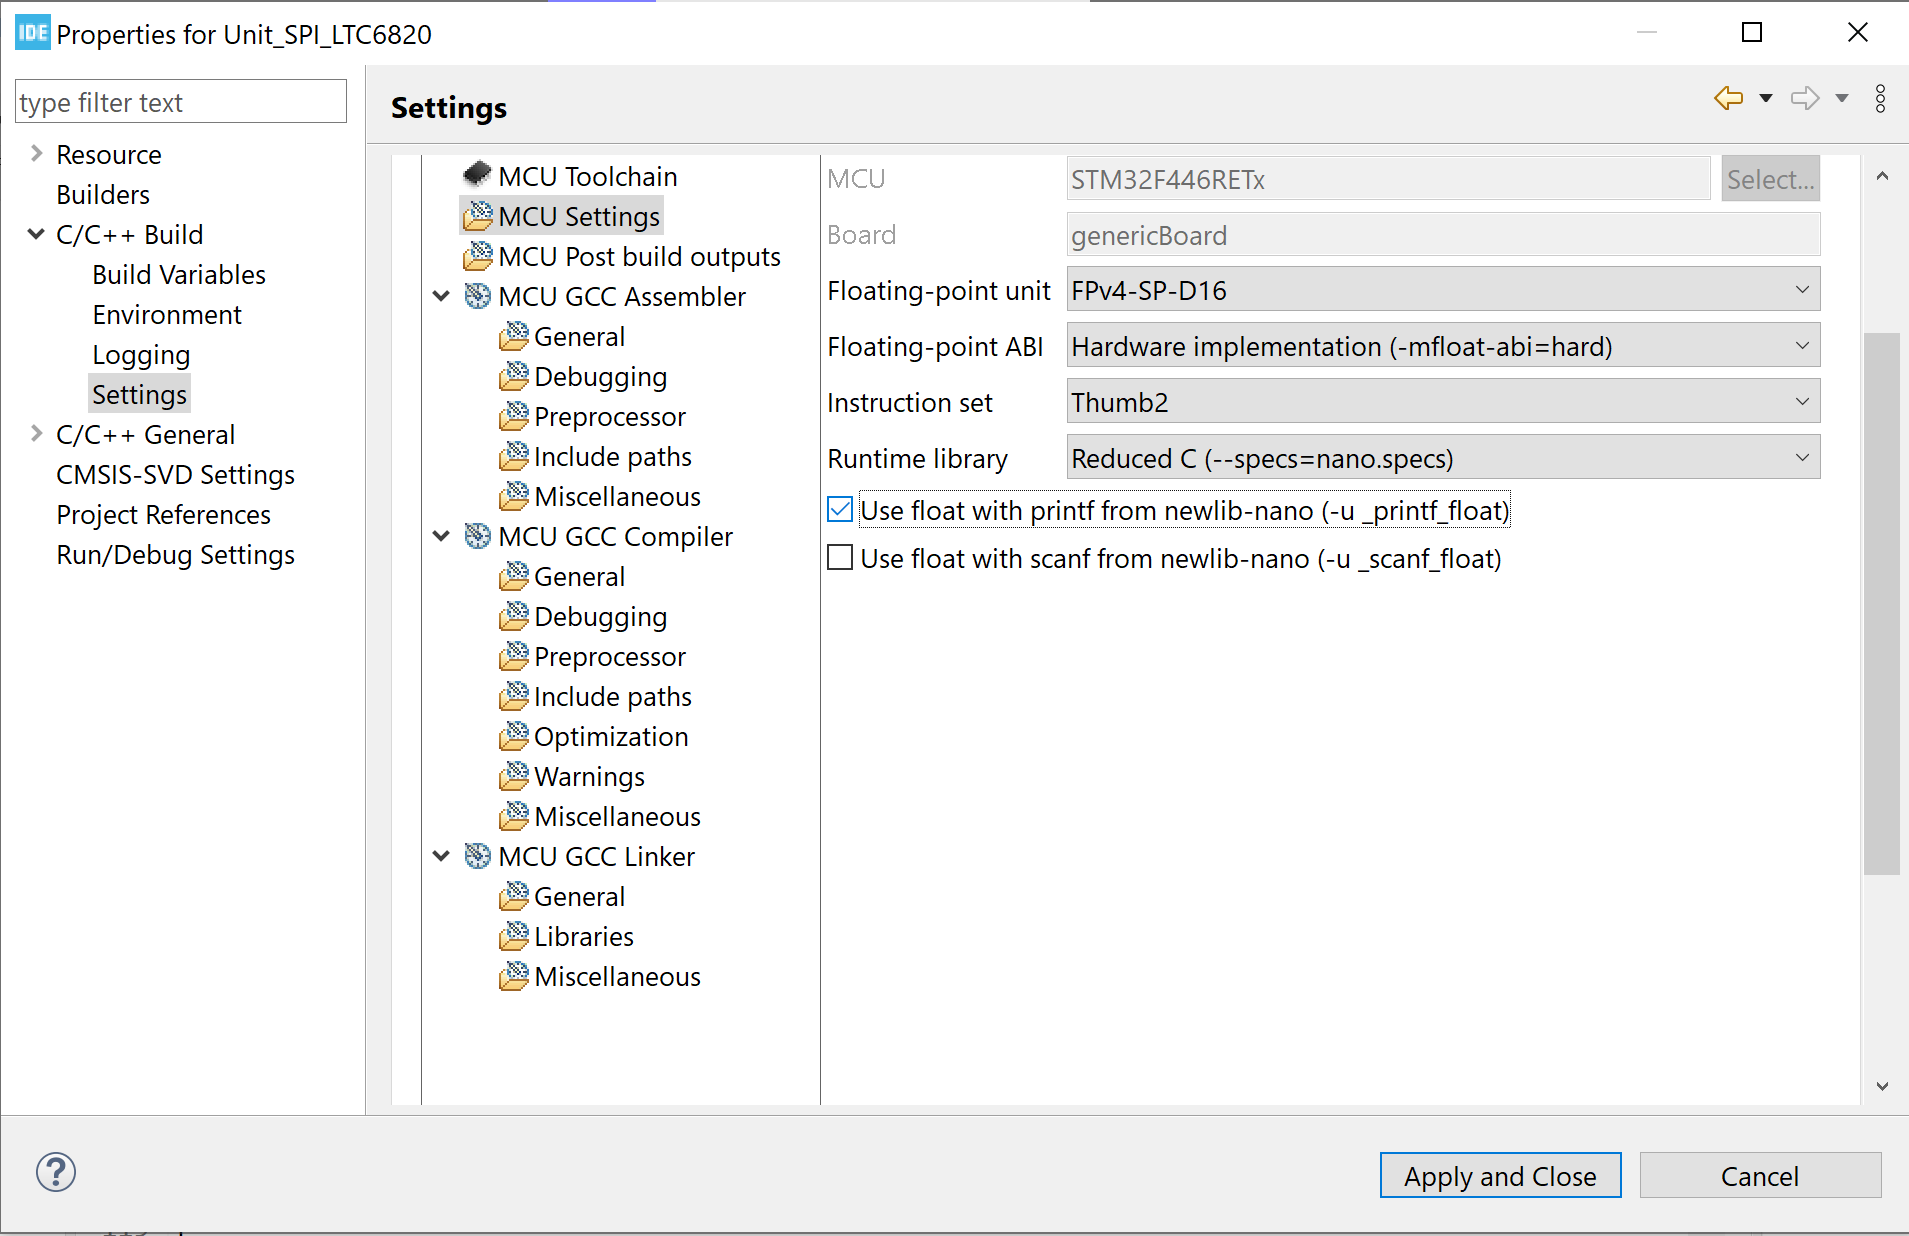 IDE Properties for Unit_SPI_LTC6820
type filter text
Resource
Builders
C/C++ Build
Build Variables
Environment
Logging
Settings
C/C++ General
CMSIS-SVD Settings
Project References
Run/Debug Settings
Settings
MCU Toolchain
MCU Settings
MCU Post build outputs
MCU GCC Assembler
General
Debugging
Preprocessor
Include paths
Miscellaneous
MCU GCC Compiler
General
Debugging
Preprocessor
Include paths
Optimization
Warnings
Miscellaneous
MCU GCC Linker
General
Libraries
Miscellaneous
MCU STM32F446RETx Select...
Board genericBoard
Floating-point unit FPv4-SP-D16
Floating-point ABI Hardware implementation (-mfloat-abi=hard)
Instruction set Thumb2
Runtime library Reduced C (--specs=nano.specs)
Use float with printf from newlib-nano (-u _printf_float)
Use float with scanf from newlib-nano (-u _scanf_float)
?
Apply and Close Cancel